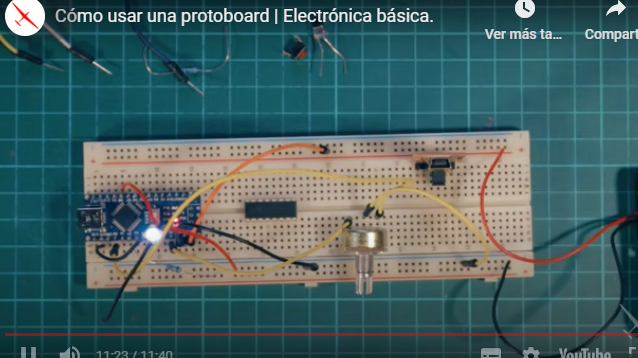 Cómo usar una protoboard | Electrónica básica.
Ver más ta...
Compart
11:23 / 11:40
YouTube